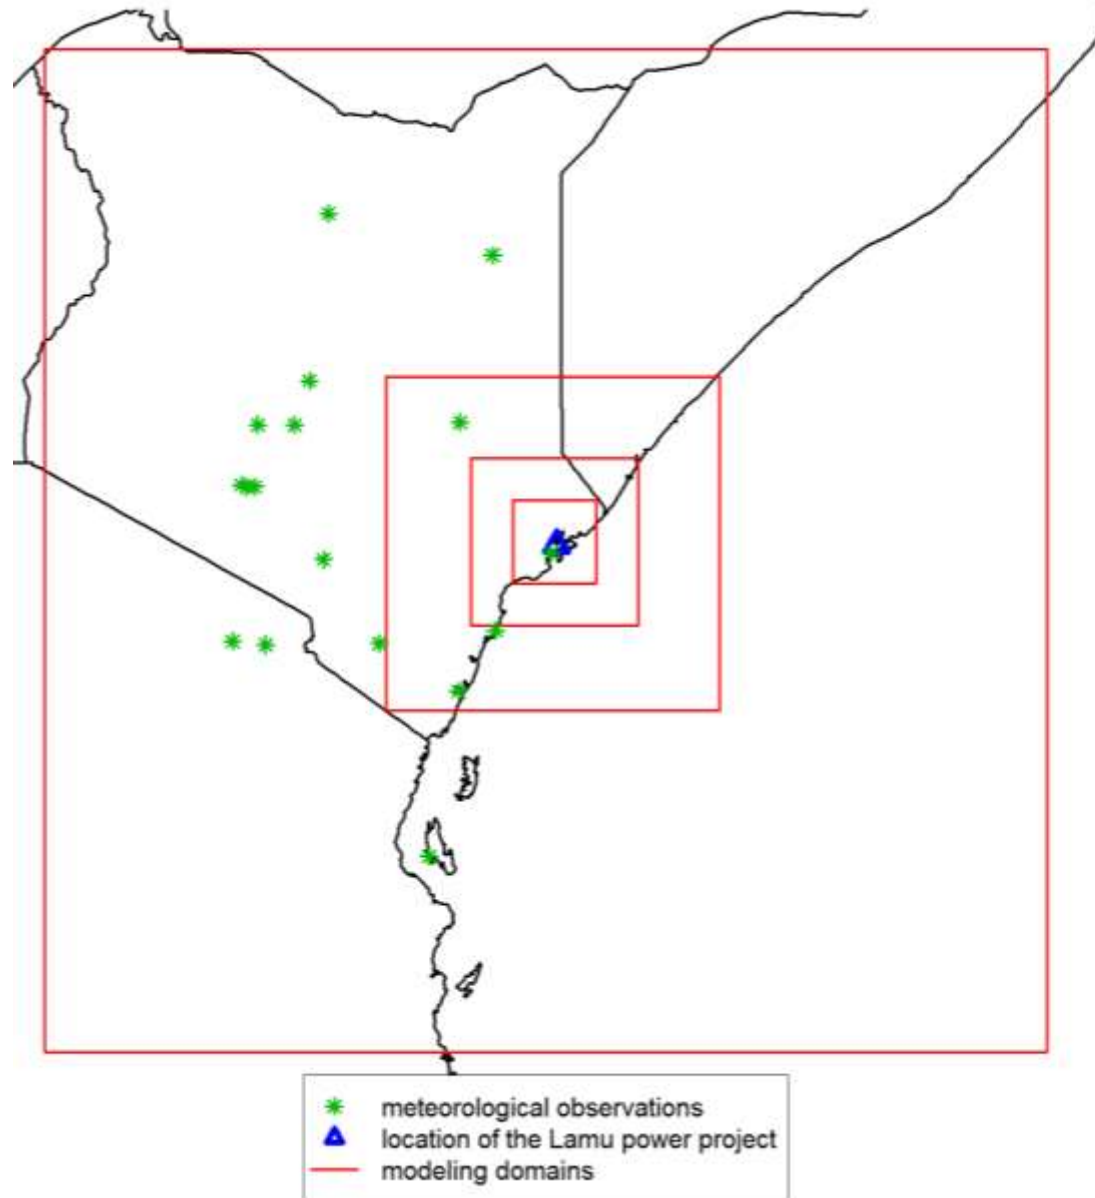 meteorological observations
location of the Lamu power project
modeling domains